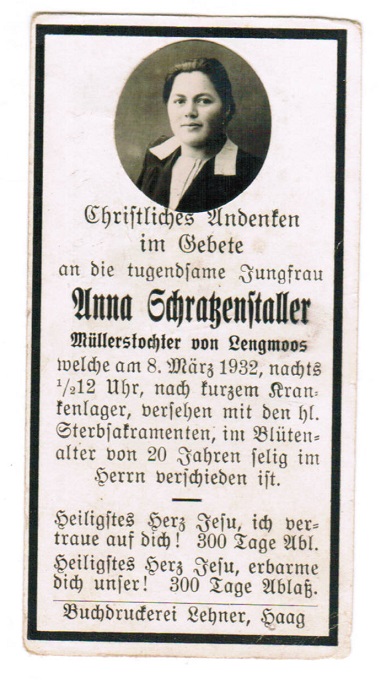 Christliches Andenken
im Gebete
an die tugendsame Jungfrau
Anna Schratzenstaller
Müllerstochter von Lengmoos
welche am 8. März 1932, nachts
½12 Uhr, nach kurzem Kran-
kenlager, versehen mit den hl.
Sterbsakramenten, im Blüten-
alter von 20 Jahren selig im
Herrn verschieden ist.
Heiligstes Herz Jesu, ich ver-
traue auf dich! 300 Tage Abl.
Heiligstes Herz Jesu, erbarme
dich unser! 300 Tage Ablaß.
Buchdruckerei Lehner, Haag